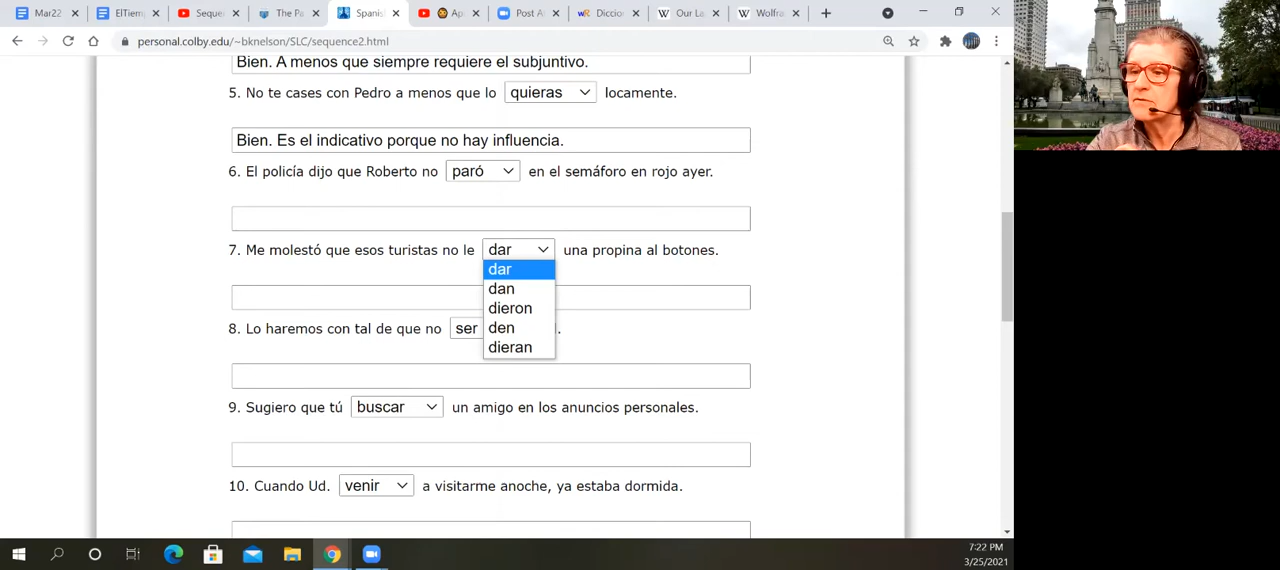 Mar22
ElTiem
Seque
The Pa
Spanis
Ap
Post A
Diccio
Our La
Wolfra
personal.colby.edu/~bknelson/SLC/sequence2.html
Bien. A menos que siempre requiere el subjuntivo.
5. No te cases con Pedro a menos que lo quieras locamente.
Bien. Es el indicativo porque no hay influencia.
6. El policía dijo que Roberto no paró en el semáforo en rojo ayer.
7. Me molestó que esos turistas no le dar una propina al botones.
dar
dan
dieron
den
dieran
8. Lo haremos con tal de que no ser
9. Sugiero que tú buscar un amigo en los anuncios personales.
10. Cuando Ud. venir a visitarme anoche, ya estaba dormida.
7:22 PM
3/25/2021